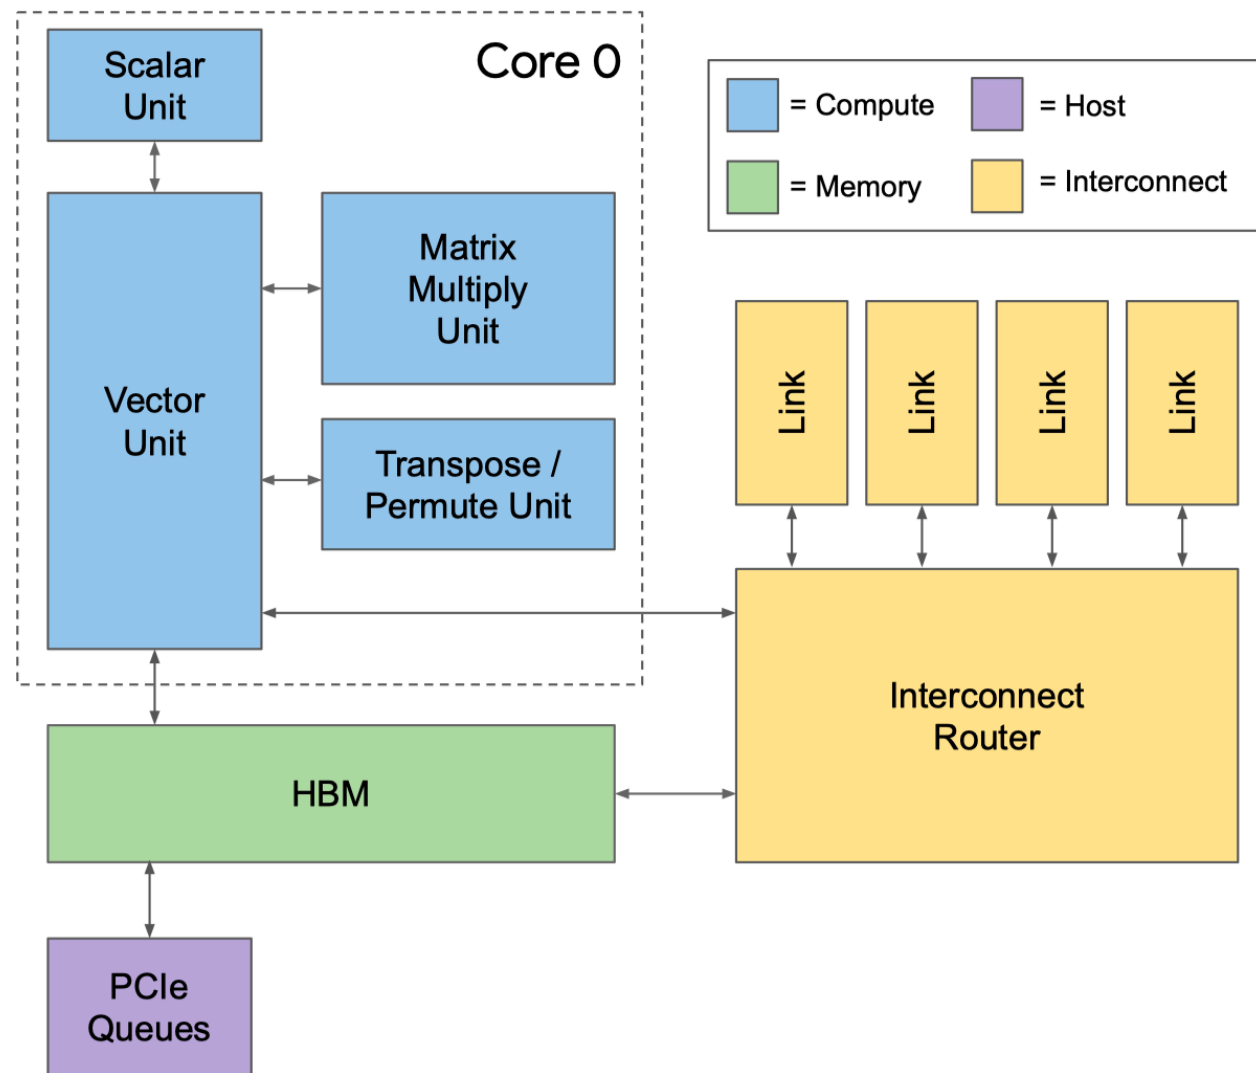 Scalar
Unit
Core 0
= Compute
= Host
= Memory
= Interconnect
Vector
Unit
Matrix
Multiply
Unit
Transpose /
Permute Unit
Link
Link
Link
Link
Interconnect
Router
HBM
PCIe
Queues